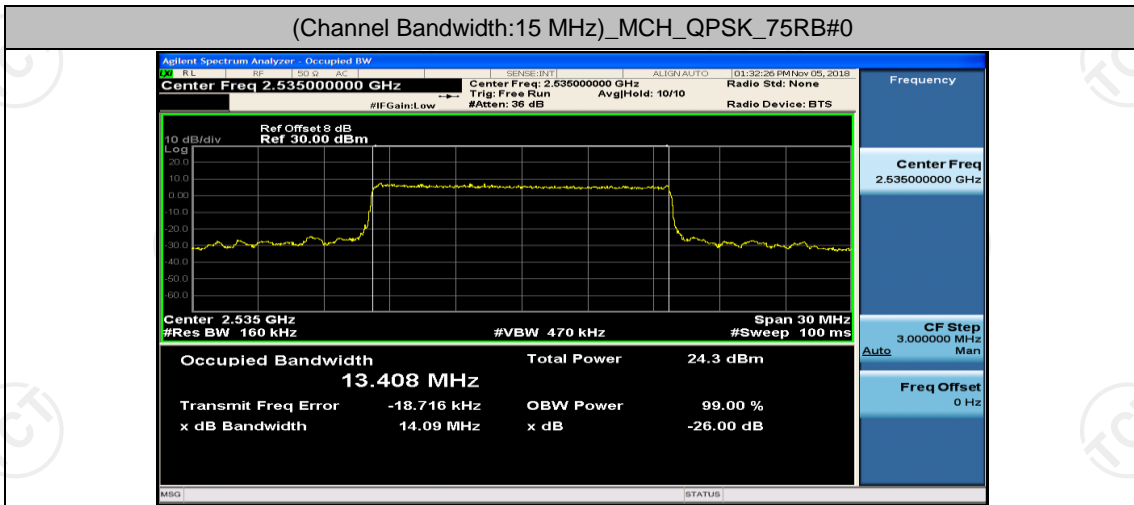 (Channel Bandwidth:15 MHz)_MCH_QPSK_75RB#0
Agilent Spectrum Analyzer - Occupied BW
LXI RL RF 50 Ω AC SENSE:INT ALIGN AUTO 01:32:26 PM Nov 05, 2018
Center Freq 2.535000000 GHz
Center Freq: 2.535000000 GHz
Radio Std: None
Trig: Free Run Avg|Hold: 10/10
#IFGain:Low #Atten: 36 dB Radio Device: BTS
Ref Offset 8 dB
10 dB/div Ref 30.00 dBm
Log
20.0
10.0
0.00
-10.0
-20.0
-30.0
-40.0
-50.0
-60.0
Center 2.535 GHz Span 30 MHz
#Res BW 160 kHz #VBW 470 kHz #Sweep 100 ms
Occupied Bandwidth Total Power 24.3 dBm
13.408 MHz
Transmit Freq Error -18.716 kHz OBW Power 99.00 %
x dB Bandwidth 14.09 MHz x dB -26.00 dB
MSG STATUS
Frequency
Center Freq
2.535000000 GHz
CF Step
3.000000 MHz
Auto Man
Freq Offset
0 Hz
TCT
TCT